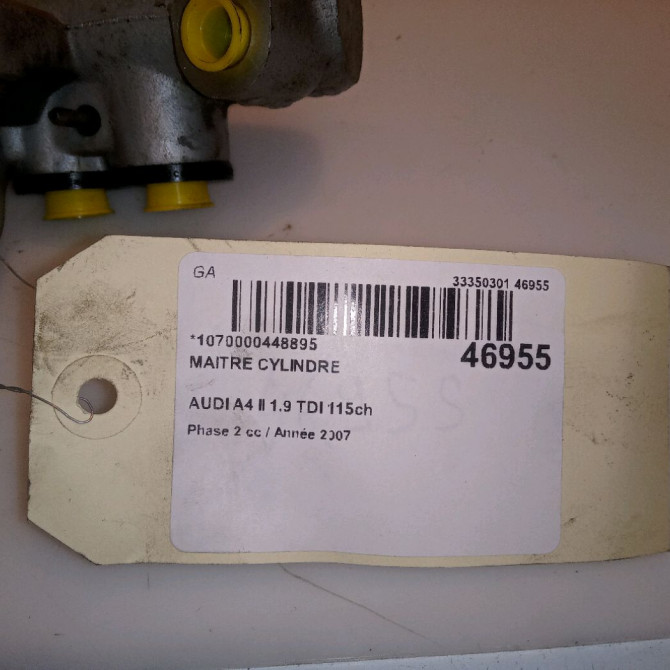 GA
33350301 46955
*1070000448895
46955
MAITRE CYLINDRE
AUDI A4 II 1.9 TDI 115ch
Phase 2 cc / Année 2007